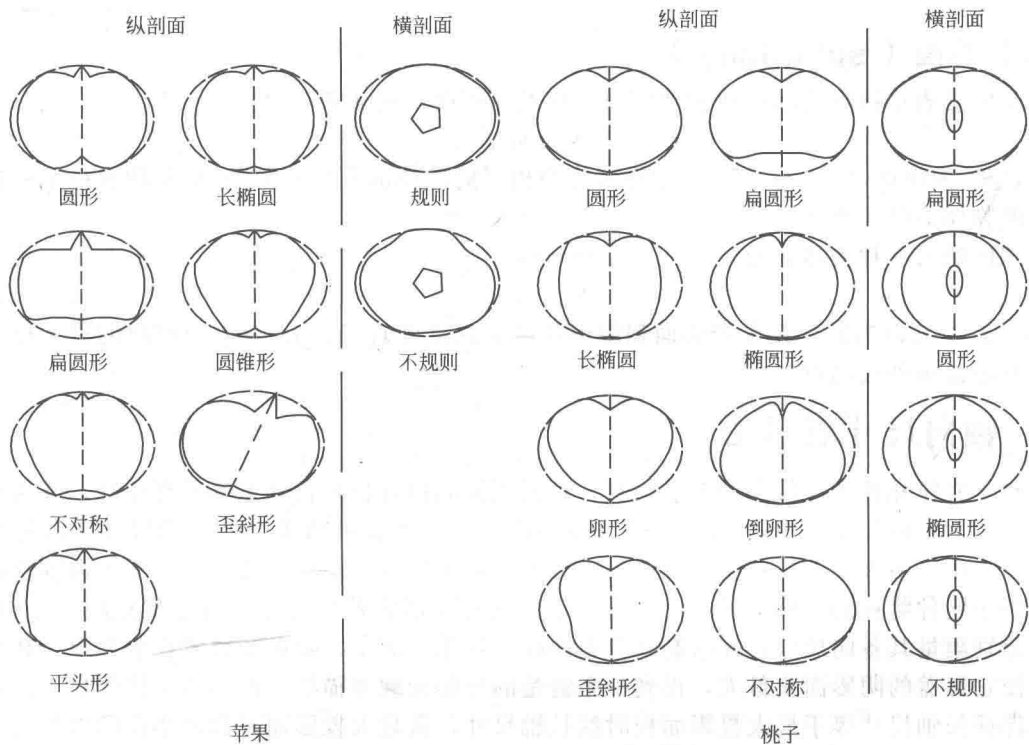 纵剖面 横剖面 纵剖面 横剖面
圆形 长椭圆 规则 圆形 扁圆形 扁圆形
扁圆形 圆锥形 不规则 长椭圆 椭圆形 圆形
不对称 歪斜形 卵形 倒卵形 椭圆形
平头形 歪斜形 不对称 不规则
苹果 桃子